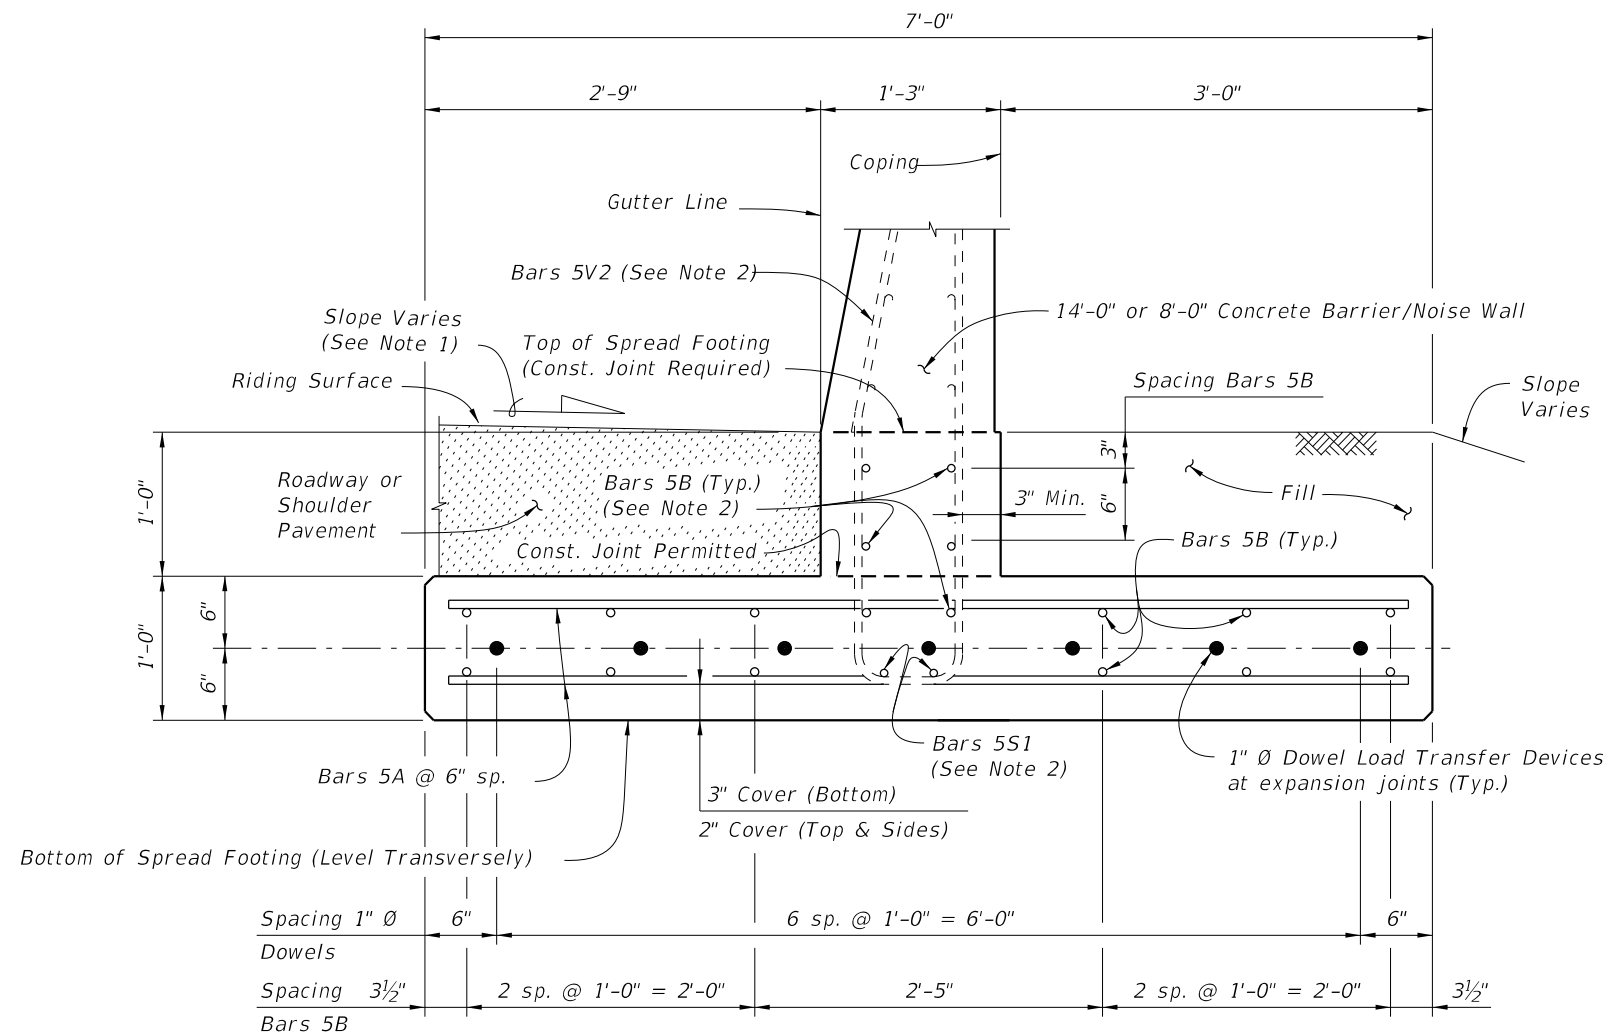 7'-0"
2'-9"
1'-3"
3'-0"
Coping
Gutter Line
Bars 5V2 (See Note 2)
14'-0" or 8'-0" Concrete Barrier/Noise Wall
Slope Varies
(See Note 1)
Top of Spread Footing
(Const. Joint Required)
Riding Surface
Spacing Bars 5B
Slope
Varies
3"
Roadway or
Shoulder
Pavement
1'-0"
Bars 5B (Typ.)
(See Note 2)
3" Min.
6"
Fill
Const. Joint Permitted
Bars 5B (Typ.)
1'-0"
6"
6"
Bars 5S1
(See Note 2)
1" Ø Dowel Load Transfer Devices
at expansion joints (Typ.)
Bars 5A @ 6" sp.
3" Cover (Bottom)
2" Cover (Top & Sides)
Bottom of Spread Footing (Level Transversely)
Spacing 1" Ø
Dowels
6"
6 sp. @ 1'-0" = 6'-0"
6"
Spacing
Bars 5B
3½"
2 sp. @ 1'-0" = 2'-0"
2'-5"
2 sp. @ 1'-0" = 2'-0"
3½"